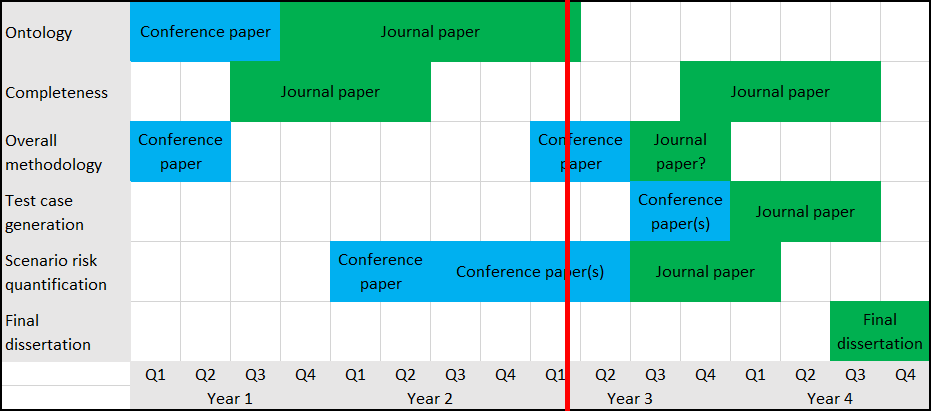 Ontology
Conference paper
Journal paper
Completeness
Journal paper
Journal paper
Overall
methodology
Conference
paper
Conference
paper
Journal
paper?
Test case
generation
Conference
paper(s)
Journal paper
Scenario risk
quantification
Conference
paper
Conference paper(s)
Journal paper
Final
dissertation
Final
dissertation
Q1 Q2 Q3 Q4 Q1 Q2 Q3 Q4 Q1 Q2 Q3 Q4 Q1 Q2 Q3 Q4
Year 1 Year 2 Year 3 Year 4